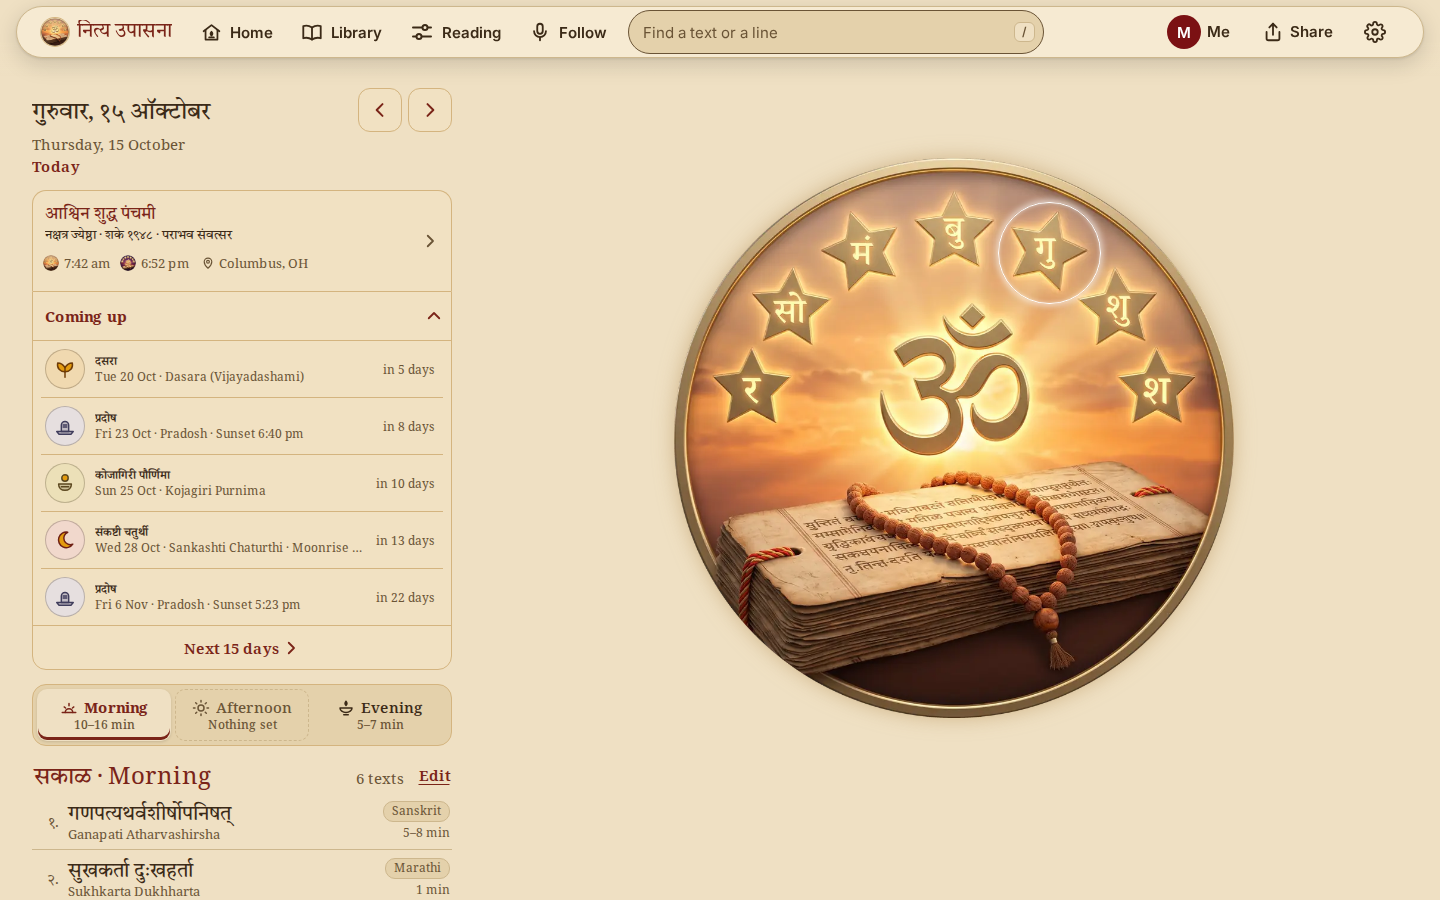 नित्य उपासना
Home
Library
Reading
Follow
Find a text or a line
/
M
Me
Share
गुरुवार, १५ ऑक्टोबर
Thursday, 15 October
Today
आश्विन शुद्ध पंचमी
नक्षत्र ज्येष्ठा · शके १९४८ · पराभव संवत्सर
7:42 am
6:52 pm
Columbus, OH
Coming up
दसरा
Tue 20 Oct · Dasara (Vijayadashami)
in 5 days
प्रदोष
Fri 23 Oct · Pradosh · Sunset 6:40 pm
in 8 days
कोजागिरी पौर्णिमा
Sun 25 Oct · Kojagiri Purnima
in 10 days
संकष्टी चतुर्थी
Wed 28 Oct · Sankashti Chaturthi · Moonrise ...
in 13 days
प्रदोष
Fri 6 Nov · Pradosh · Sunset 5:23 pm
in 22 days
Next 15 days
Morning
10–16 min
Afternoon
Nothing set
Evening
5–7 min
सकाळ · Morning
6 texts
Edit
१.
गणपत्यथर्वशीर्षोपनिषत्
Ganapati Atharvashirsha
Sanskrit
5–8 min
२.
सुखकर्ता दुःखहर्ता
Sukhkarta Dukhharta
Marathi
1 min
र
सो
मं
बु
गु
शु
श
ॐ